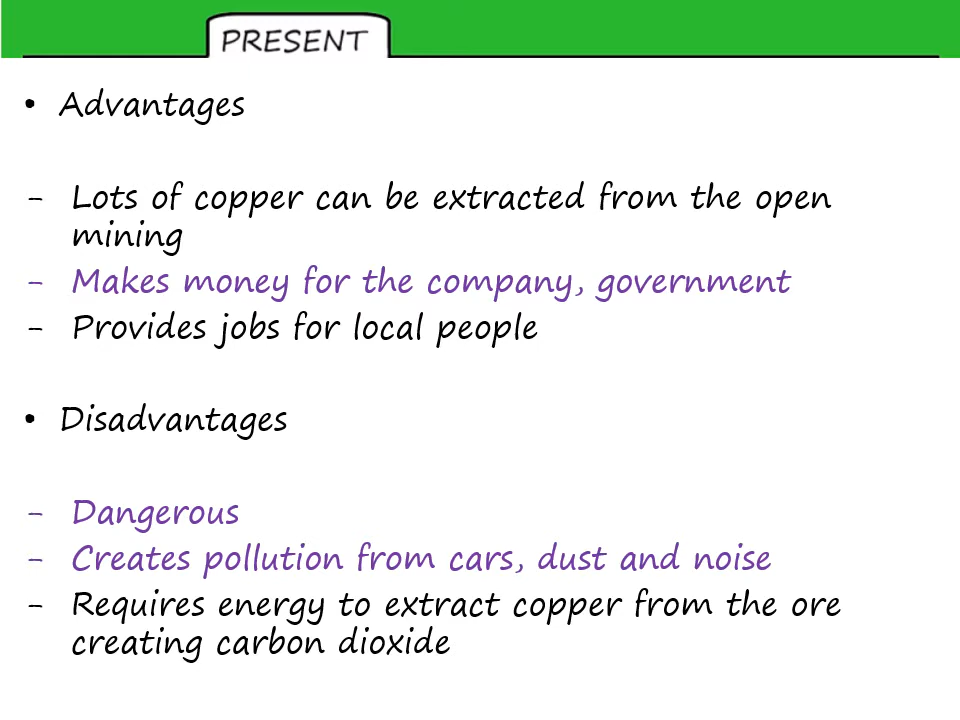 PRESENT
• Advantages
- Lots of copper can be extracted from the open
mining
- Makes money for the company, government
- Provides jobs for local people
• Disadvantages
- Dangerous
- Creates pollution from cars, dust and noise
- Requires energy to extract copper from the ore
creating carbon dioxide